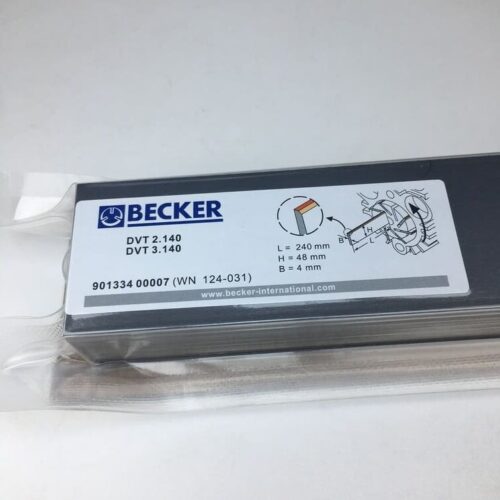 BECKER
DVT 2.140
DVT 3.140
901334 00007 (WN 124-031)
L = 240 mm
H = 48 mm
B = 4 mm
B
L
H
www.becker-international.com